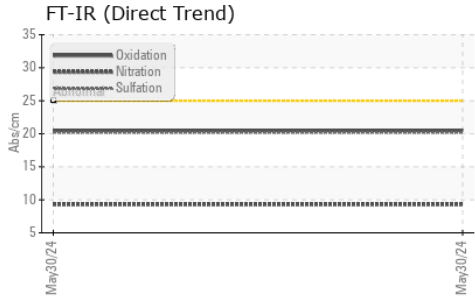 FT-IR (Direct Trend)
35
30
25
20
15
10
5
Abs/cm
Oxidation
Nitration
Sulfation
Abnormal
May30/24
May30/24